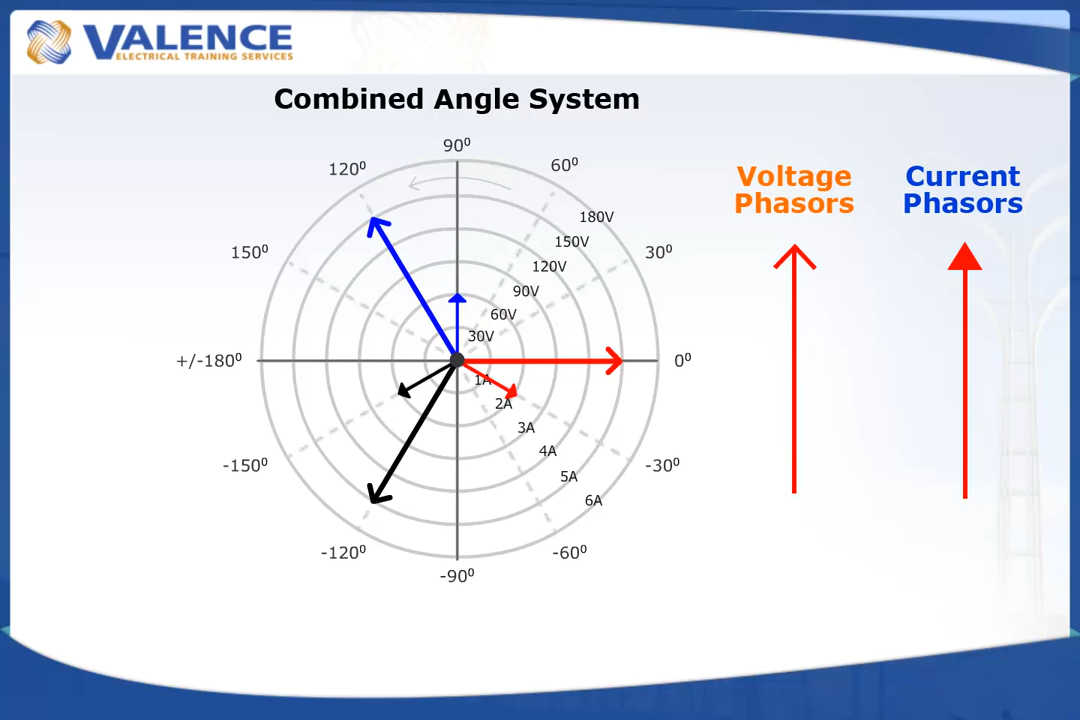 VALENCE
ELECTRICAL TRAINING SERVICES
Combined Angle System
90⁰
120⁰
60⁰
Voltage
Phasors
Current
Phasors
180V
150V
150⁰
30⁰
120V
90V
60V
30V
+/-180⁰
0⁰
1A
2A
3A
4A
-150⁰
-30⁰
5A
6A
-120⁰
-60⁰
-90⁰